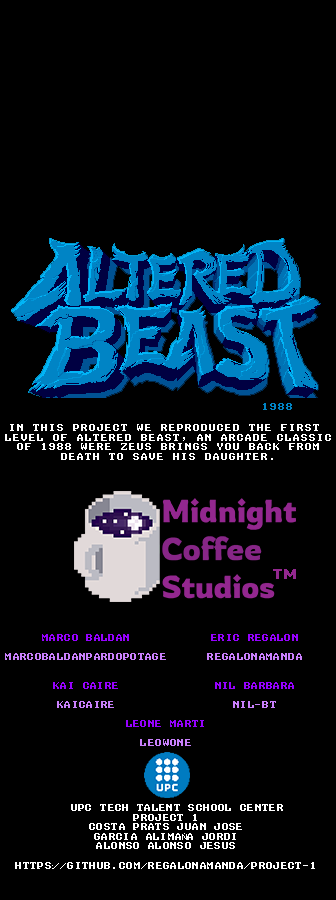 ALTERED
BEAST
1988
IN THIS PROJECT WE REPRODUCED THE FIRST
LEVEL OF ALTERED BEAST, AN ARCADE CLASSIC
OF 1988 WERE ZEUS BRINGS YOU BACK FROM
DEATH TO SAVE HIS DAUGHTER.
Midnight
Coffee
Studios™
MARCO BALDAN ERIC REGALON
MARCOBALDANPARDOPOTAGE REGALONAMANDA
KAI CAIRE NIL BARBARA
KAICAIRE NIL-BT
LEONE MARTI
LEOWONE
UPC
UPC TECH TALENT SCHOOL CENTER
PROJECT 1
COSTA PRATS JUAN JOSE
GARCIA ALIMAÑA JORDI
ALONSO ALONSO JESUS
HTTPS//GITHUB.COM/REGALONAMANDA/PROJECT-1